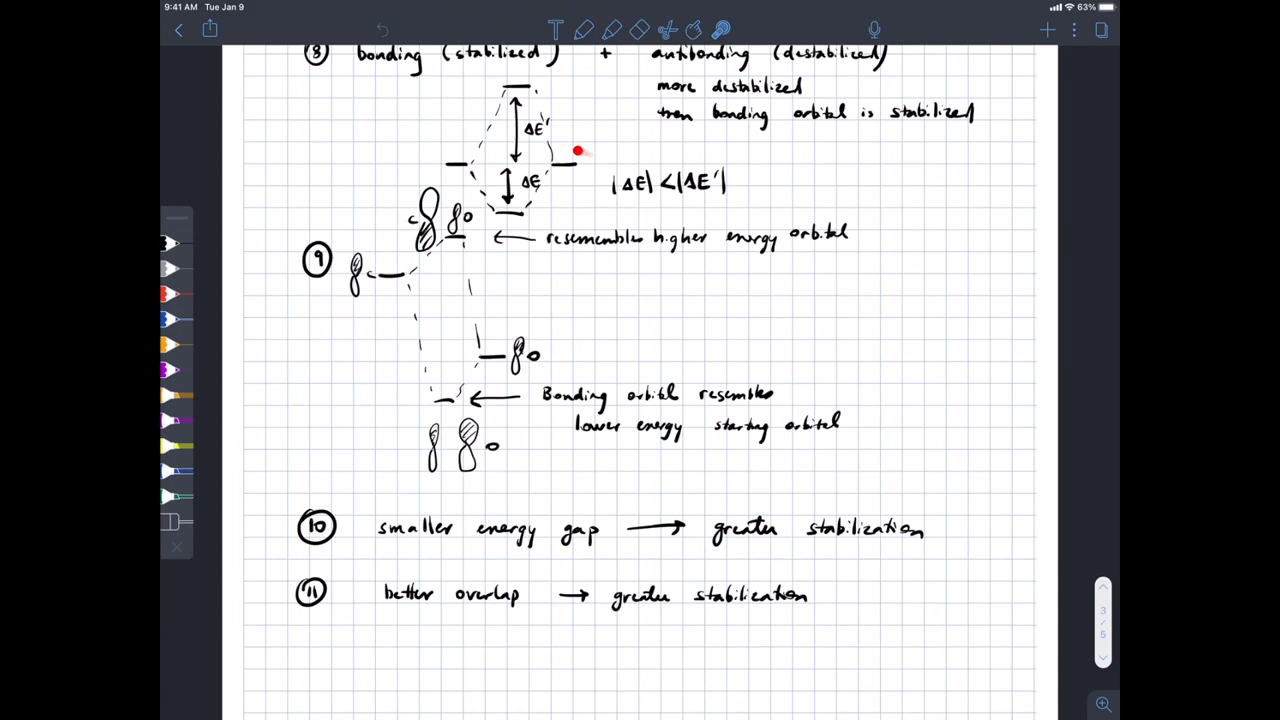 9:41 AM Tue Jan 9
63%
⑧ bonding (stabilized) + antibonding (destabilized)
more destabilized
then bonding orbital is stabilized
ΔE'
ΔE
|ΔE| < |ΔE'|
C O
resembles higher energy orbital
⑨
C
O
Bonding orbital resembles
lower energy starting orbital
O
⑩ smaller energy gap → greater stabilization
⑪ better overlap → greater stabilization
3
/
5